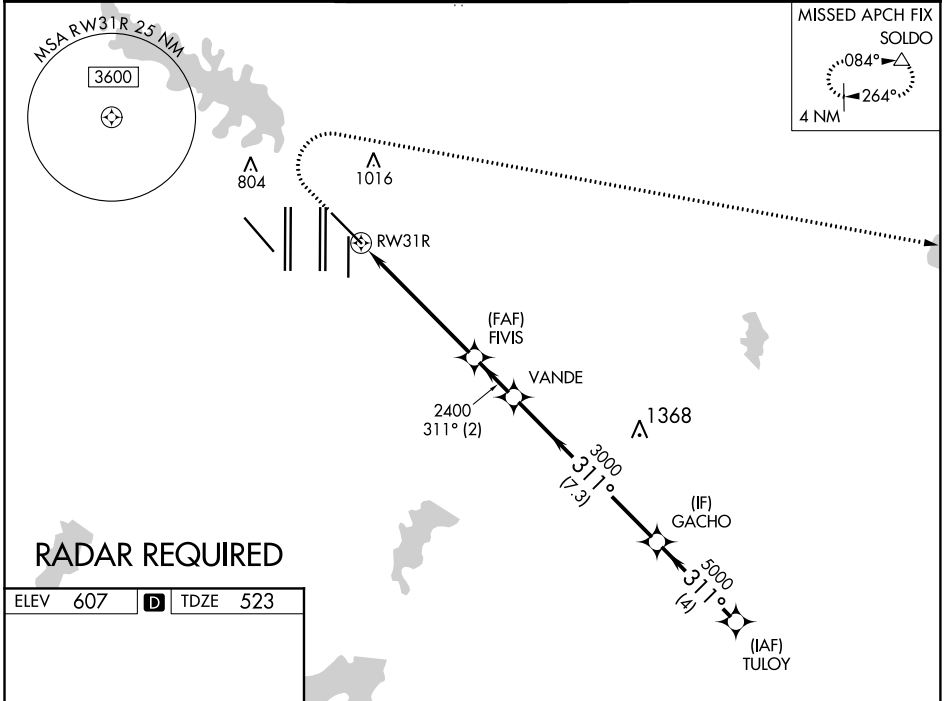 MSA RW31R 25 NM
3600
MISSED APCH FIX
SOLDO
084°
264°
4 NM
804
1016
RW31R
(FAF)
FIVIS
VANDE
2400
311° (2)
1368
3000
311°
(7.3)
(IF)
GACHO
5000
311°
(4)
(IAF)
TULOY
RADAR REQUIRED
ELEV 607 D TDZE 523